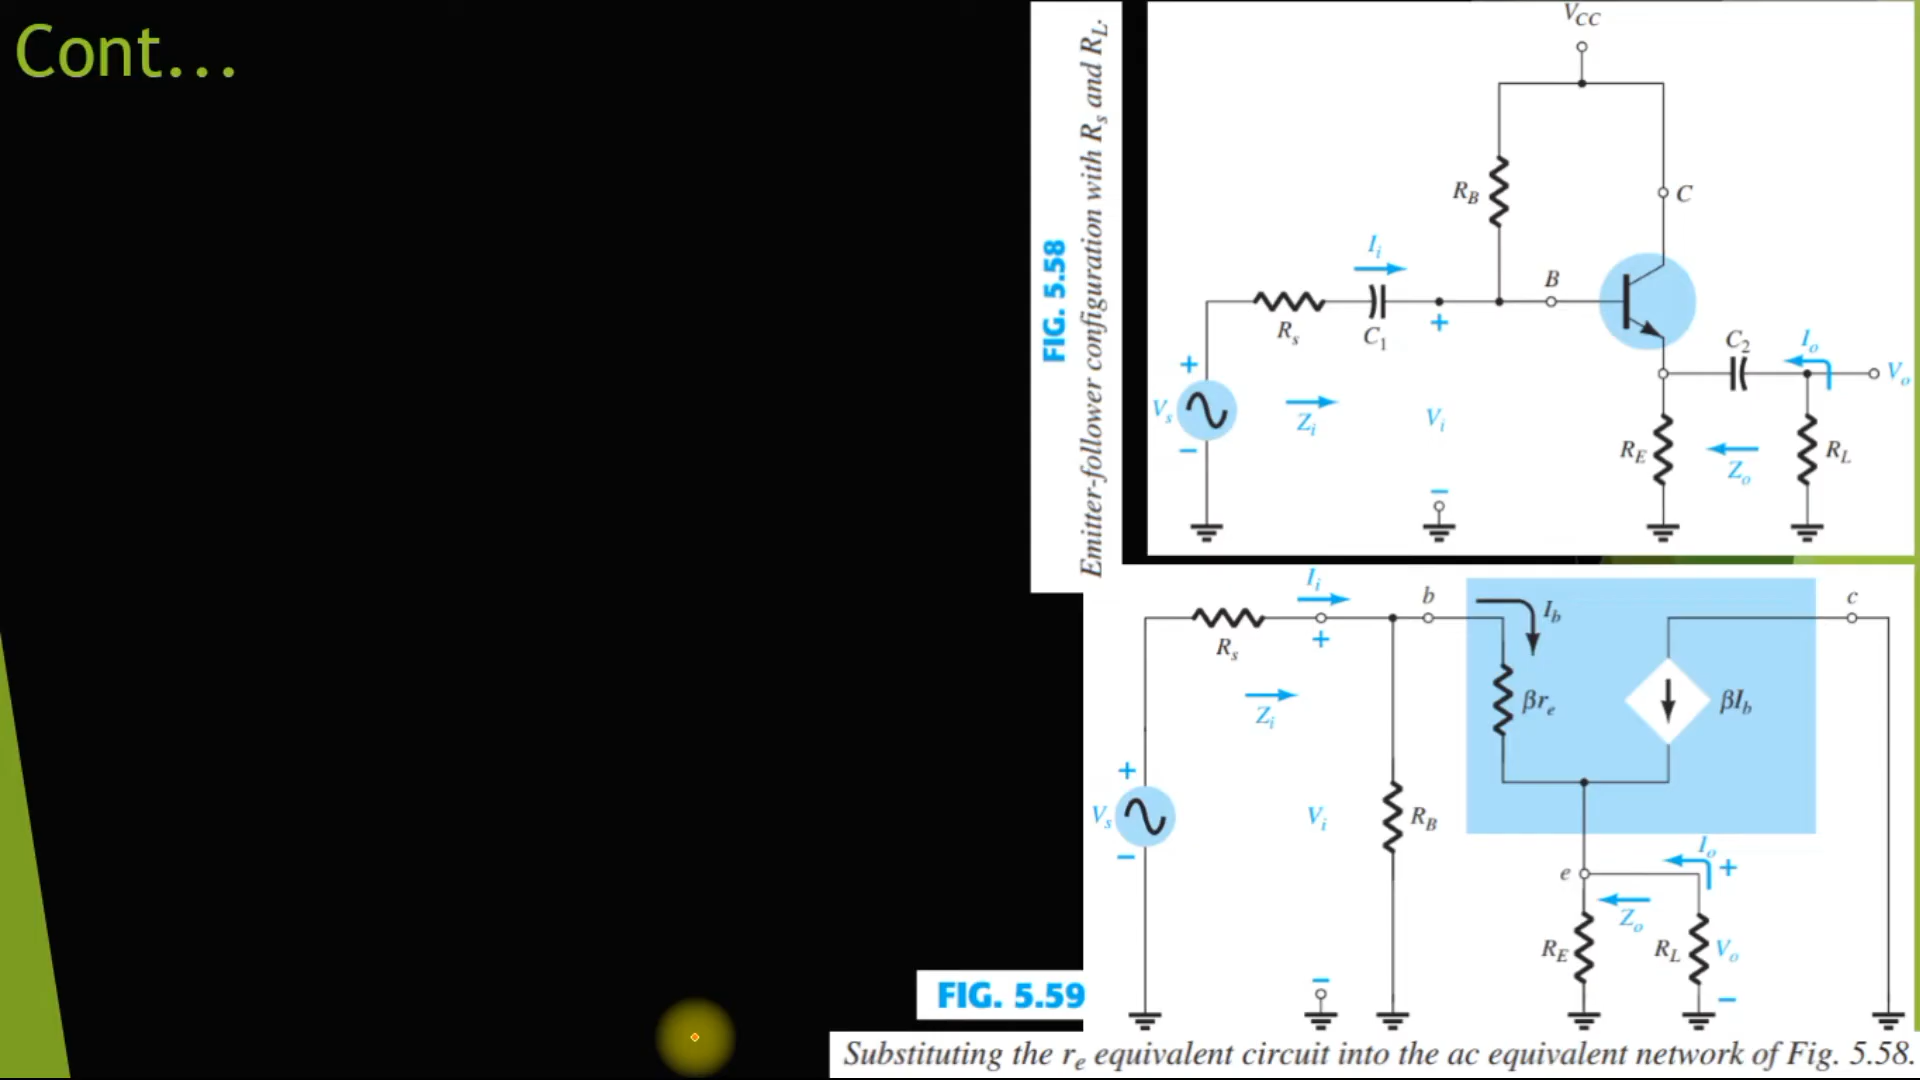 Cont...
FIG. 5.58
Emitter-follower configuration with Rs and RL.
VCC
RB
C
Ii
B
Rs
C1
+
C2
Io
Vo
+
Vs
Zi
Vi
RE
Zo
RL
–
–
Ii
b
Ib
c
Rs
+
Zi
βre
βIb
+
Vs
Vi
RB
–
Io
+
e
Zo
RE
RL
Vo
–
–
FIG. 5.59
Substituting the re equivalent circuit into the ac equivalent network of Fig. 5.58.